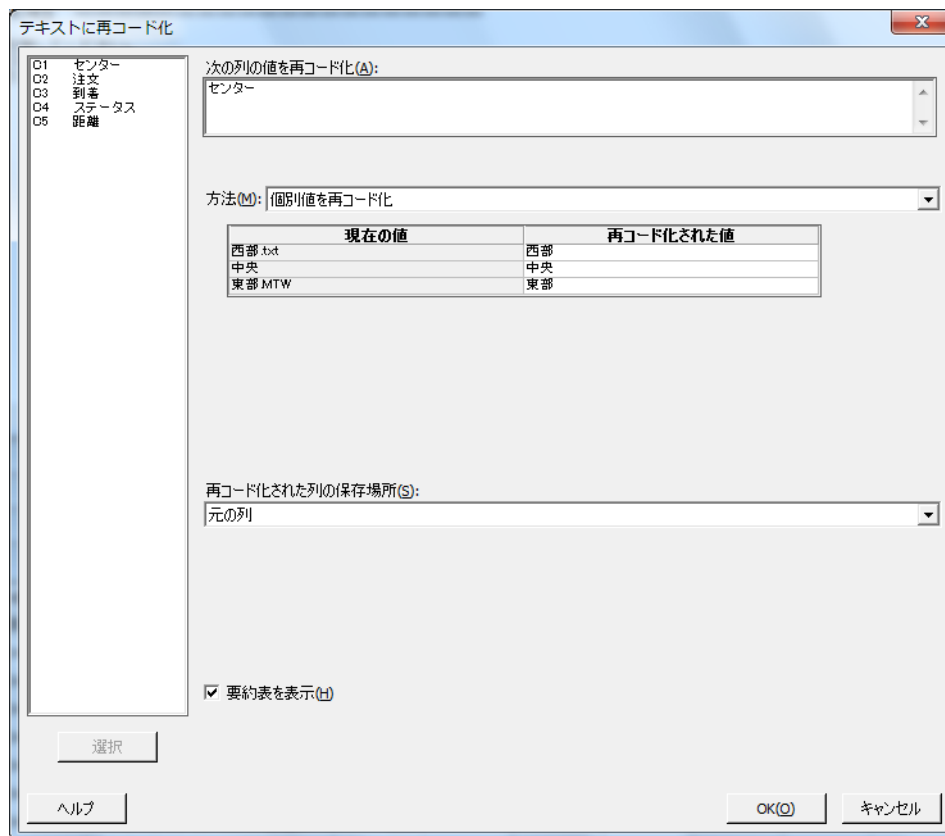 テキストに再コード化
C1 センター
C2 注文
C3 到着
C4 ステータス
C5 距離
次の列の値を再コード化(A):
センター
方法(M): 個別値を再コード化
現在の値 再コード化された値
西部.txt 西部
中央 中央
東部.MTW 東部
再コード化された列の保存場所(S):
元の列
要約表を表示(H)
選択
ヘルプ OK(O) キャンセル